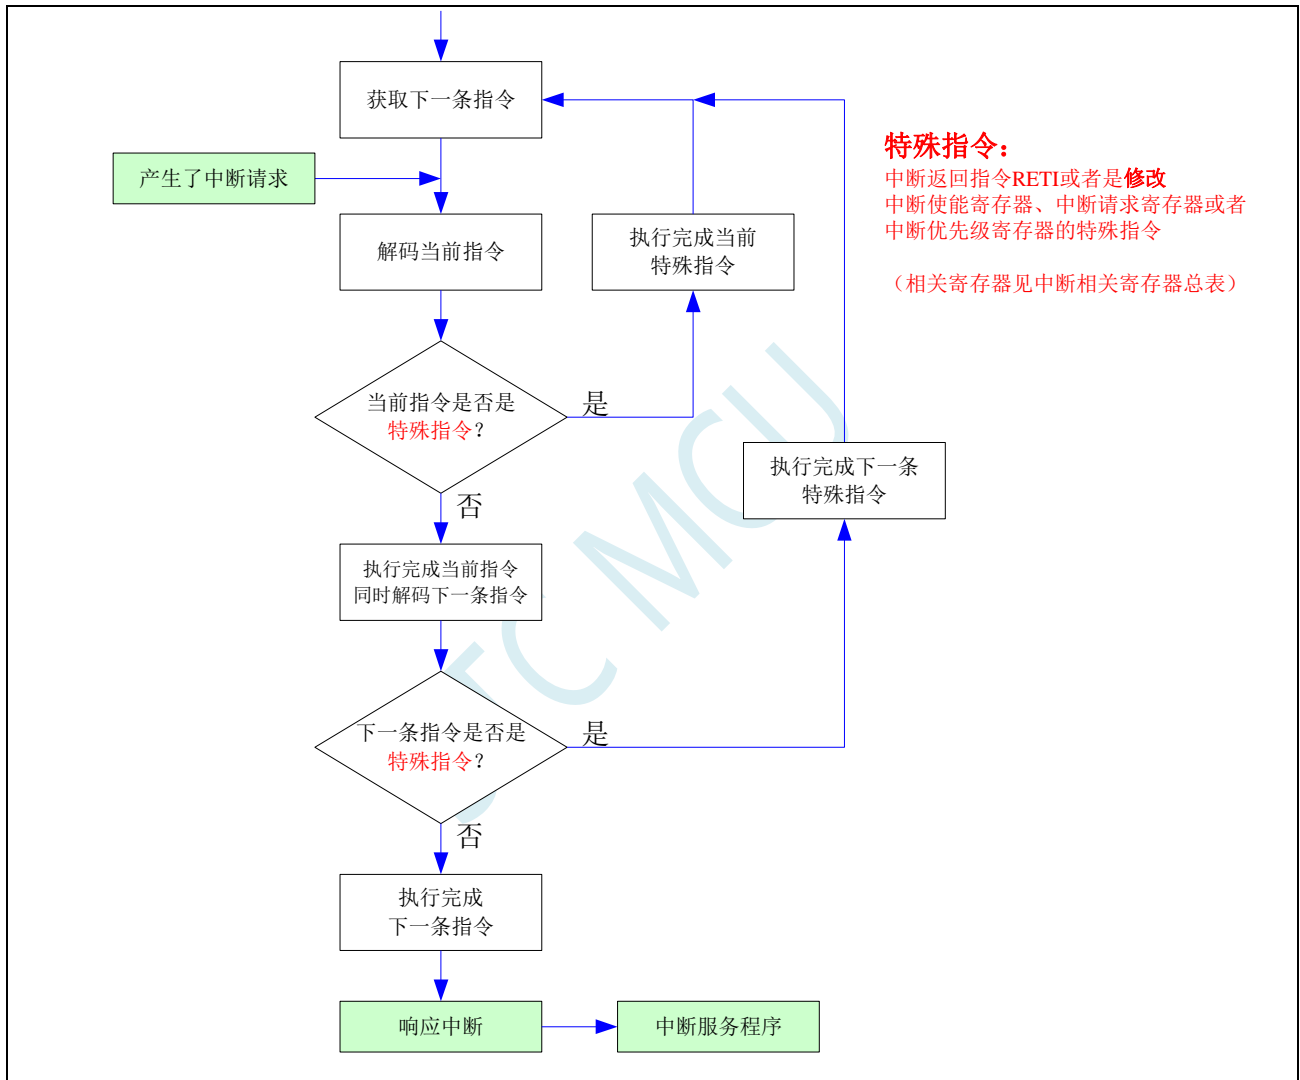 获取下一条指令
产生了中断请求
解码当前指令
执行完成当前
特殊指令
特殊指令：
中断返回指令RETI或者是修改
中断使能寄存器、中断请求寄存器或者
中断优先级寄存器的特殊指令
（相关寄存器见中断相关寄存器总表）
当前指令是否是
特殊指令？
是
否
执行完成下一条
特殊指令
执行完成当前指令
同时解码下一条指令
下一条指令是否是
特殊指令？
是
否
执行完成
下一条指令
响应中断
中断服务程序
STC MCU